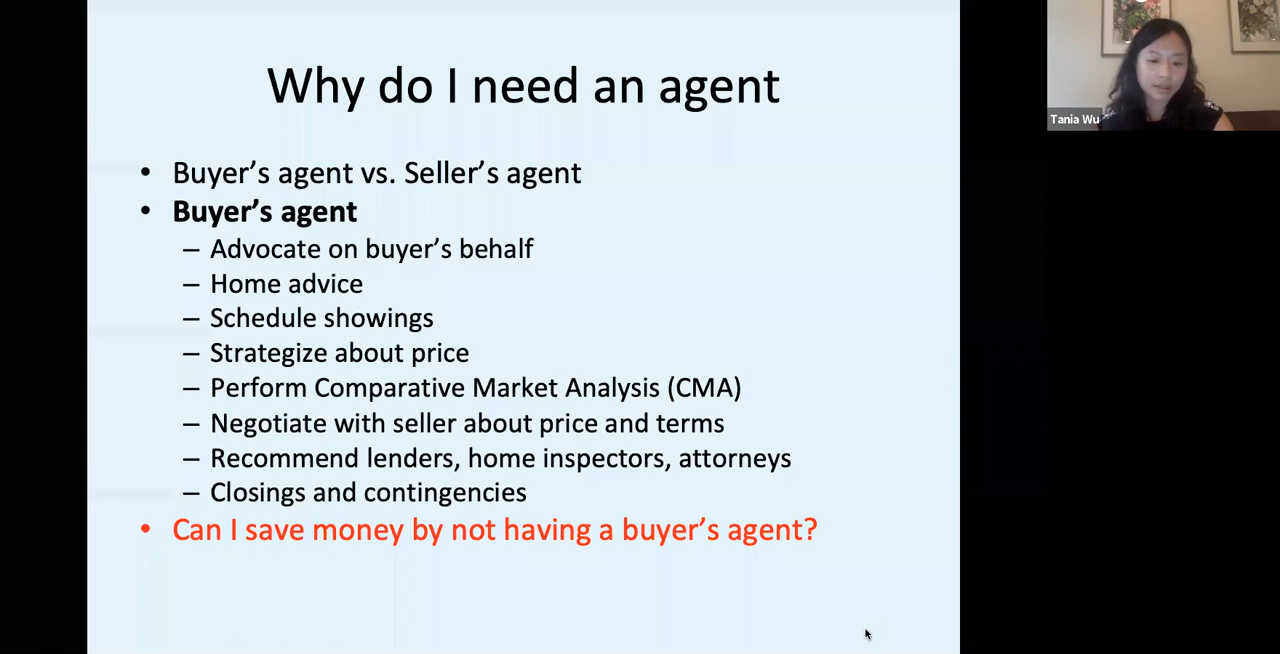 Why do I need an agent
• Buyer’s agent vs. Seller’s agent
• Buyer’s agent
– Advocate on buyer’s behalf
– Home advice
– Schedule showings
– Strategize about price
– Perform Comparative Market Analysis (CMA)
– Negotiate with seller about price and terms
– Recommend lenders, home inspectors, attorneys
– Closings and contingencies
• Can I save money by not having a buyer’s agent?
Tania Wu